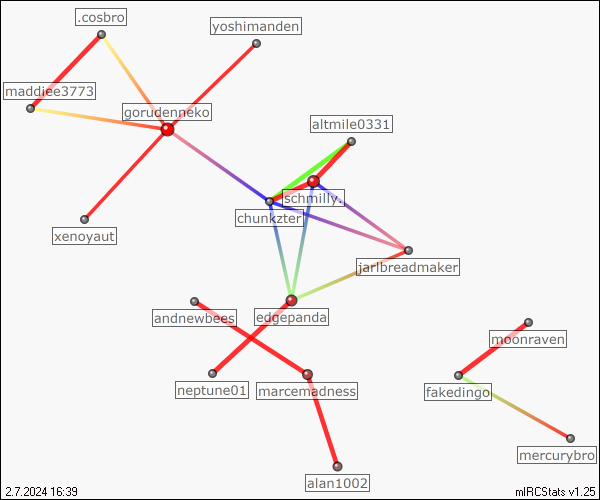 .cosbro
yoshimanden
maddiee3773
gorudenneko
altmile0331
schmilly.
chunkzter
xenoyaut
jarlbreadmaker
edgepanda
andnewbees
moonraven
neptune01
marcemadness
fakedingo
mercurybro
alan1002
2.7.2024 16:39
mIRCStats v1.25